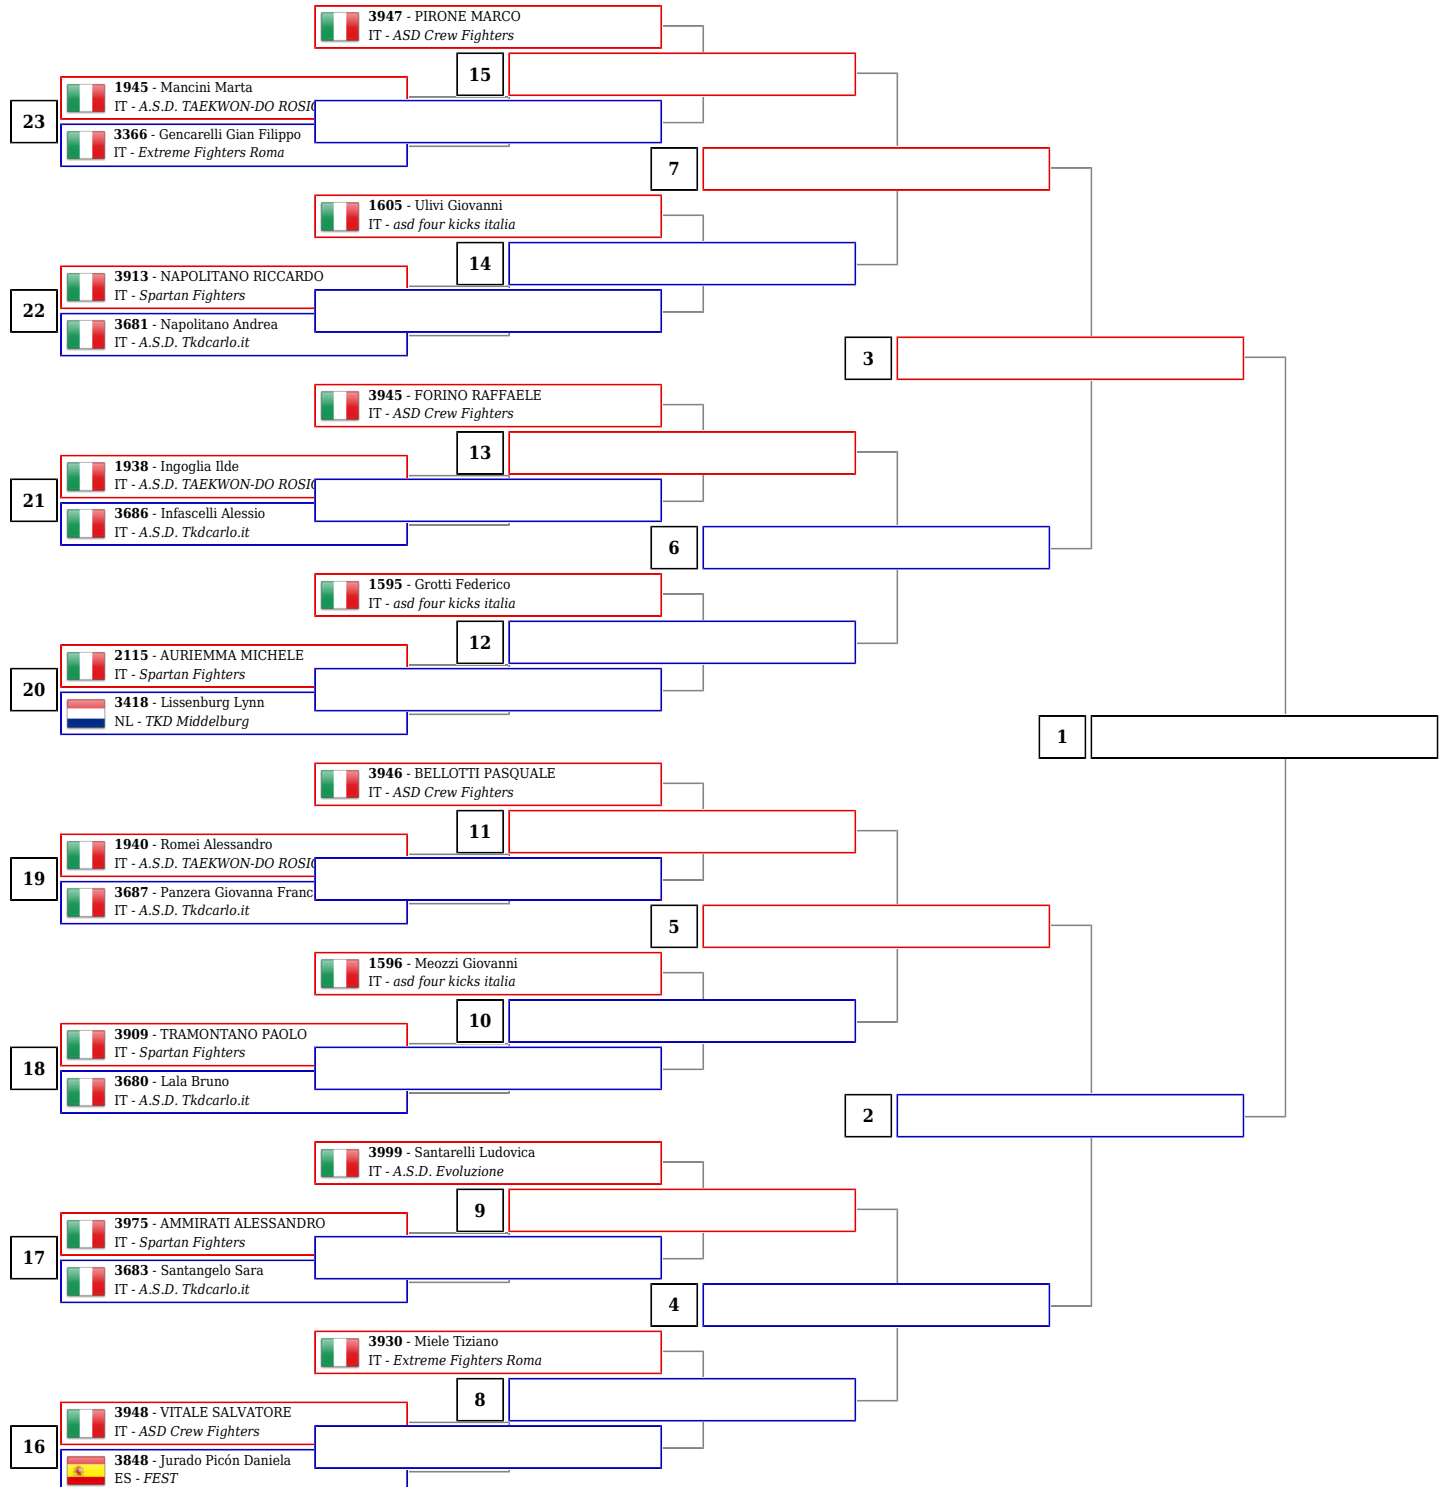 3947 - PIRONE MARCO
IT - ASD Crew Fighters
15
1945 - Mancini Marta
IT - A.S.D. TAEKWON-DO
23
3366 - Gencarelli Gian Filippo
IT - Extreme Fighters Roma
7
1605 - Ulivi Giovanni
IT - asd four kicks italia
14
3913 - NAPOLITANO RICCARDO
IT - Spartan Fighters
22
3681 - Napolitano Andrea
IT - A.S.D. Tkdcarlo.it
3
3945 - FORINO RAFFAELE
IT - ASD Crew Fighters
13
1938 - Ingoglia Ilde
IT - A.S.D. TAEKWON-DO
21
3686 - Infascelli Alessio
IT - A.S.D. Tkdcarlo.it
6
1595 - Grotti Federico
IT - asd four kicks italia
12
2115 - AURIEMMA MICHELE
IT - Spartan Fighters
20
3418 - Lissenburg Lynn
NL - TKD Middelburg
1
3946 - BELLOTTI PASQUALE
IT - ASD Crew Fighters
11
1940 - Romei Alessandro
IT - A.S.D. TAEKWON-DO
19
3687 - Panzera Giovanna Franc
IT - A.S.D. Tkdcarlo.it
5
1596 - Meozzi Giovanni
IT - asd four kicks italia
10
3909 - TRAMONTANO PAOLO
IT - Spartan Fighters
18
3680 - Lala Bruno
IT - A.S.D. Tkdcarlo.it
2
3999 - Santarelli Ludovica
IT - A.S.D. Evoluzione
9
3975 - AMMIRATI ALESSANDRO
IT - Spartan Fighters
17
3683 - Santangelo Sara
IT - A.S.D. Tkdcarlo.it
4
3930 - Miele Tiziano
IT - Extreme Fighters Roma
8
3948 - VITALE SALVATORE
IT - ASD Crew Fighters
16
3848 - Jurado Picón Daniela
ES - FEST